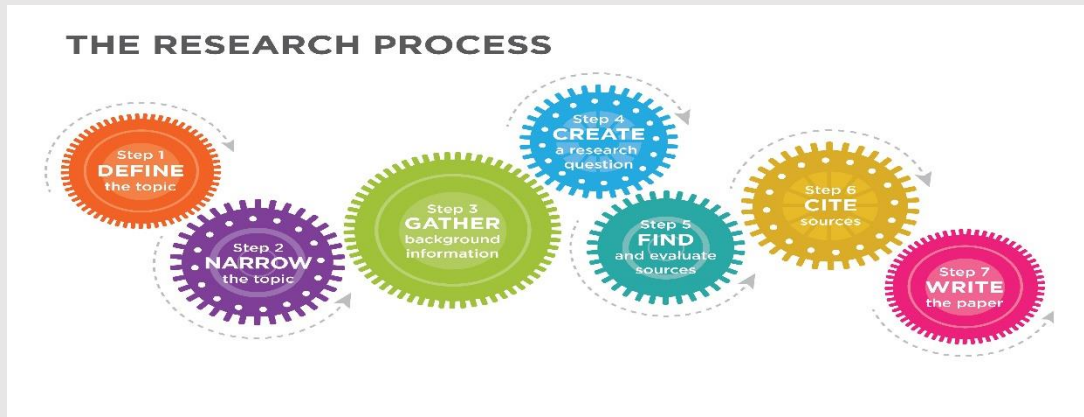 THE RESEARCH PROCESS
Step 1
DEFINE
the topic
Step 2
NARROW
the topic
Step 3
GATHER
background
information
Step 4
CREATE
a research
question
Step 5
FIND
and evaluate
sources
Step 6
CITE
sources
Step 7
WRITE
the paper